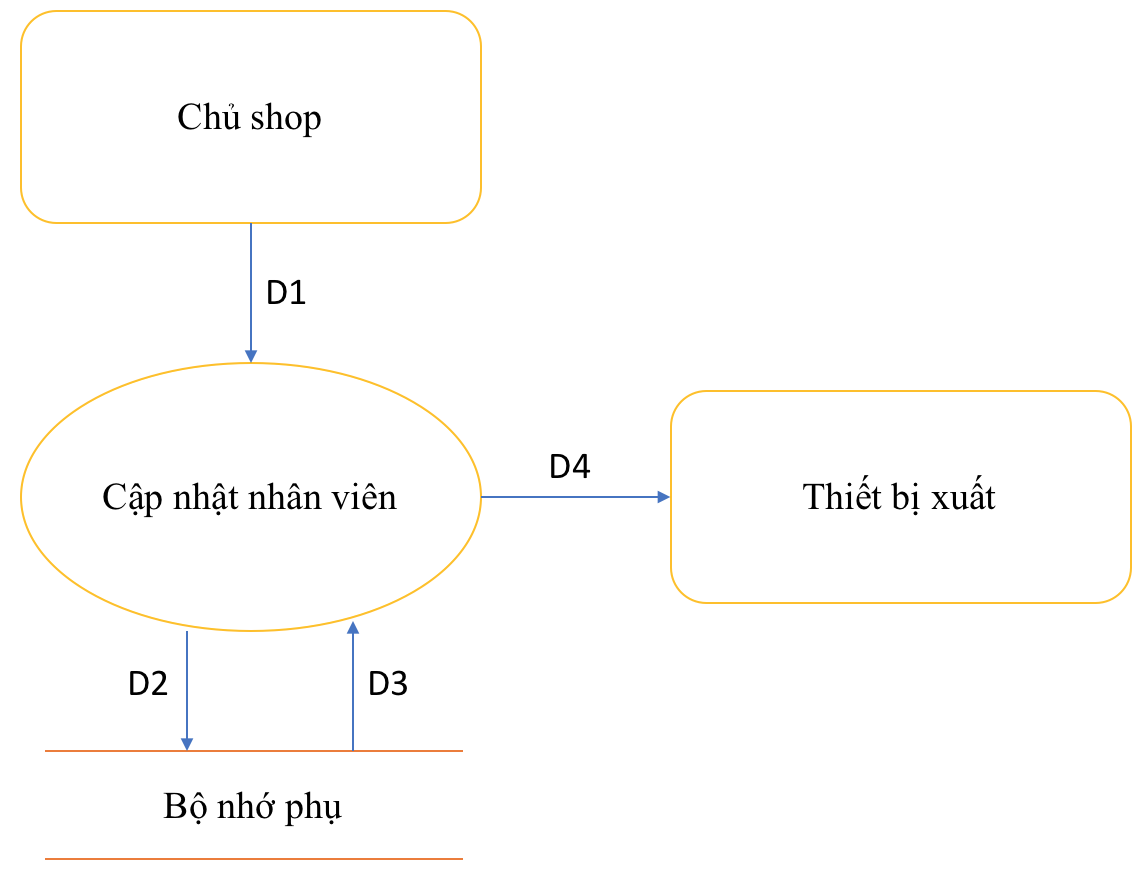 Chủ shop
D1
Cập nhật nhân viên
D4
Thiết bị xuất
D2
D3
Bộ nhớ phụ